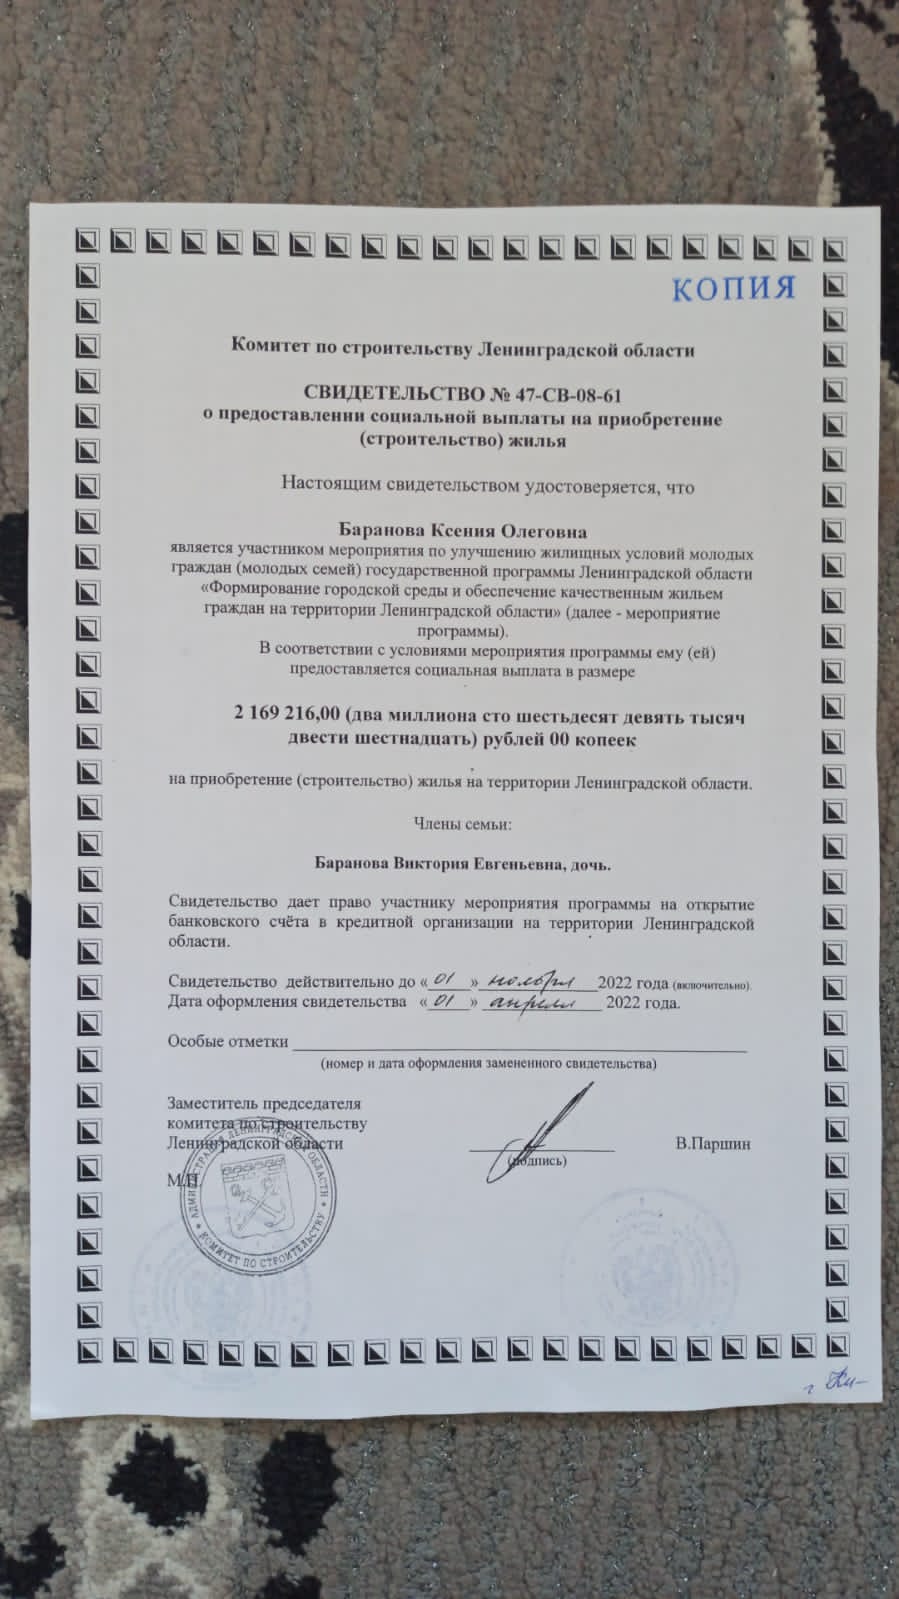 КОПИЯ
Комитет по строительству Ленинградской области
СВИДЕТЕЛЬСТВО № 47-СВ-08-61
о предоставлении социальной выплаты на приобретение
(строительство) жилья
Настоящим свидетельством удостоверяется, что
Баранова Ксения Олеговна
является участником мероприятия по улучшению жилищных условий молодых
граждан (молодых семей) государственной программы Ленинградской области
«Формирование городской среды и обеспечение качественным жильем
граждан на территории Ленинградской области» (далее - мероприятие
программы).
В соответствии с условиями мероприятия программы ему (ей)
предоставляется социальная выплата в размере
2 169 216,00 (два миллиона сто шестьдесят девять тысяч
двести шестнадцать) рублей 00 копеек
на приобретение (строительство) жилья на территории Ленинградской области.
Члены семьи:
Баранова Виктория Евгеньевна, дочь.
Свидетельство дает право участнику мероприятия программы на открытие
банковского счёта в кредитной организации на территории Ленинградской
области.
Свидетельство действительно до «01» ноября 2022 года (включительно).
Дата оформления свидетельства «01» апреля 2022 года.
Особые отметки
(номер и дата оформления замененного свидетельства)
Заместитель председателя
комитета по строительству
Ленинградской области
В.Паршин
(подпись)
М.П.
АДМИНИСТРАЦИЯ ЛЕНИНГРАДСКОЙ ОБЛАСТИ
КОМИТЕТ ПО СТРОИТЕЛЬСТВУ